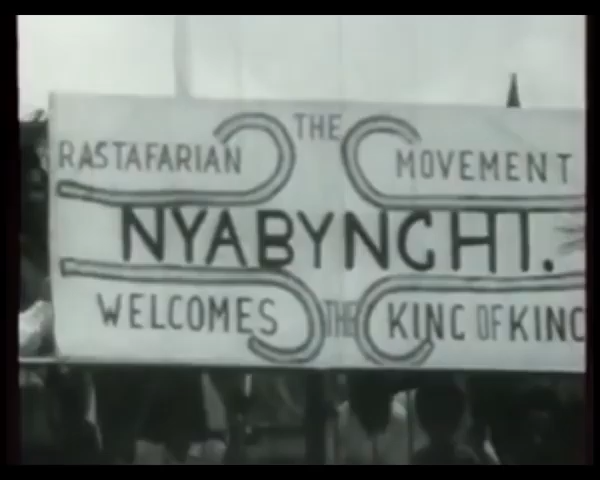 THE
RASTAFARIAN MOVEMENT
NYABYNGHI.
WELCOMES THE KING OF KING